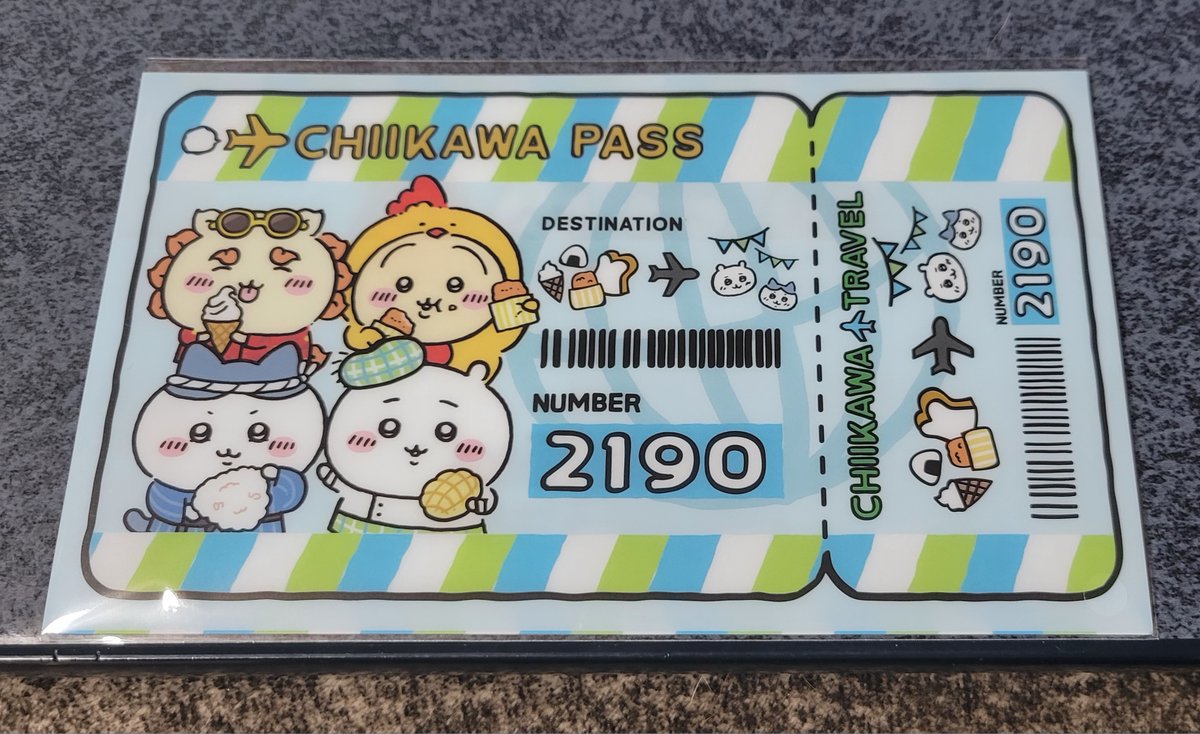 CHIIKAWA PASS
DESTINATION
NUMBER
2190
CHIIKAWA TRAVEL
NUMBER
2190